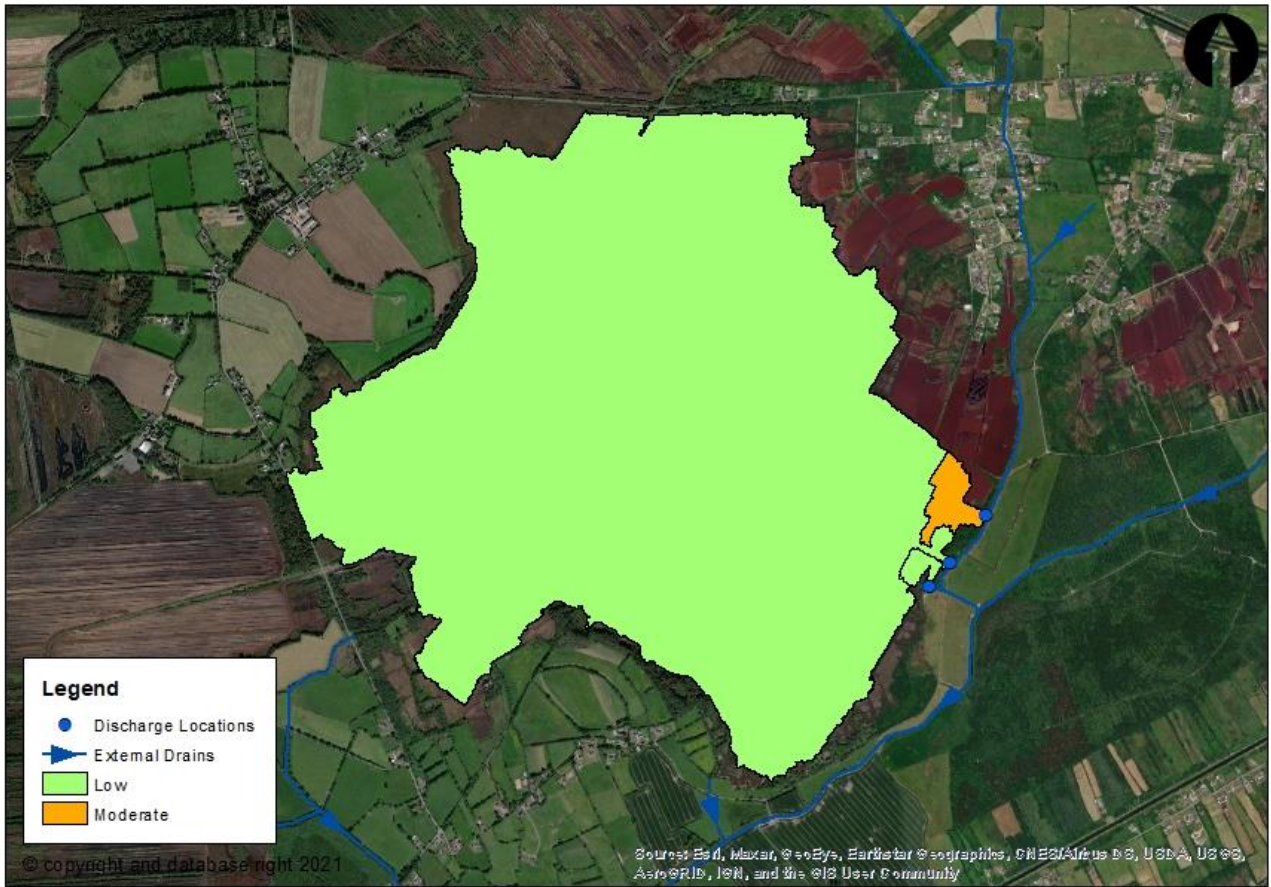 Legend
Discharge Locations
External Drains
Low
Moderate
© copyright and database right 2021
Source: Esri, Maxar, GeoEye, Earthstar Geographics, CNES/Airbus DS, USDA, USGS,
AeroGRID, IGN, and the GIS User Community